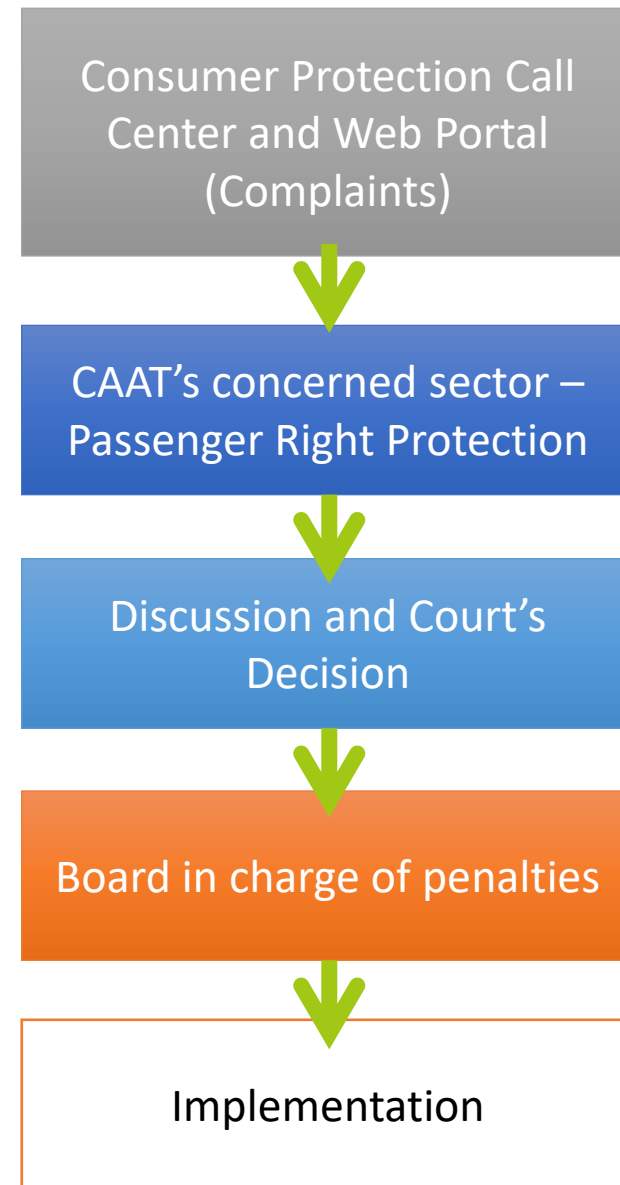 Consumer Protection Call
Center and Web Portal
(Complaints)
CAAT’s concerned sector –
Passenger Right Protection
Discussion and Court’s
Decision
Board in charge of penalties
Implementation